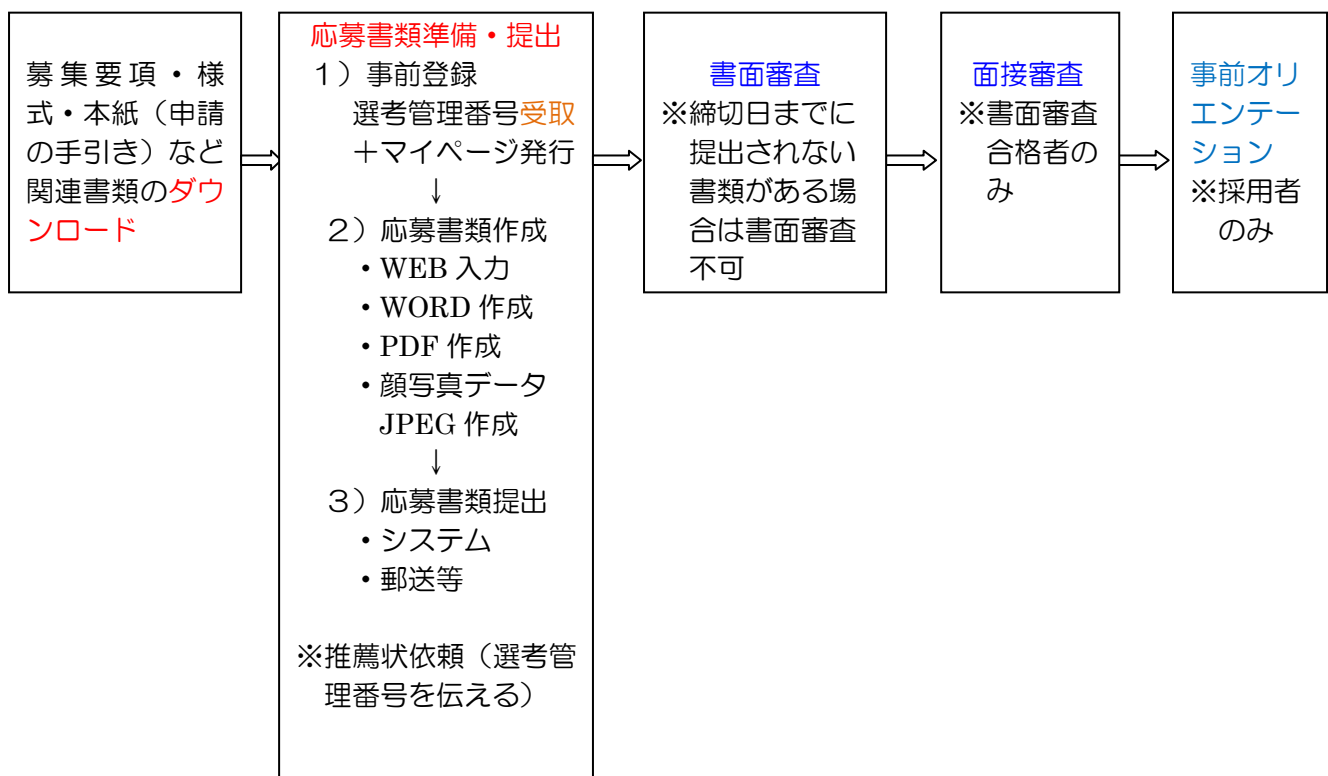 募集要項・様
式・本紙（申請
の手引き）など
関連書類のダウ
ンロード
応募書類準備・提出
１）事前登録
選考管理番号受取
＋マイページ発行
↓
２）応募書類作成
・WEB 入力
・WORD 作成
・PDF 作成
・顔写真データ
JPEG 作成
↓
３）応募書類提出
・システム
・郵送等
※推薦状依頼（選考管
理番号を伝える）
書面審査
※締切日までに
提出されない
書類がある場
合は書面審査
不可
面接審査
※書面審査
合格者の
み
事前オリ
エンテー
ション
※採用者
のみ